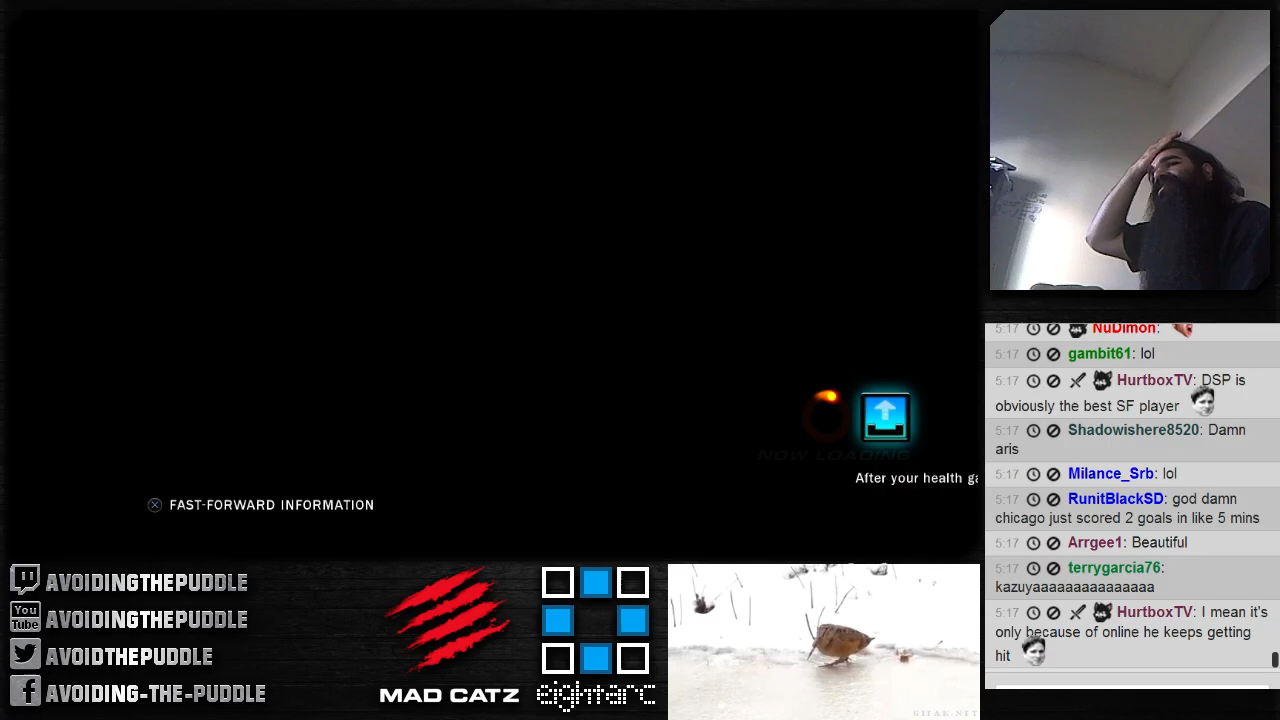 NOW LOADING
After your health ga
FAST-FORWARD INFORMATION
AVOIDINGTHEPUDDLE
You
Tube
AVOIDINGTHEPUDDLE
AVOIDTHEPUDDLE
f AVOIDING-THE-PUDDLE
MAD CATZ
eightarc
GIFAK-NET
5:17 NuDimon:
5:17 gambit61: lol
5:17 HurtboxTV: DSP is
obviously the best SF player
5:17 Shadowishere8520: Damn
aris
5:17 Milance_Srb: lol
5:17 RunitBlackSD: god damn
chicago just scored 2 goals in like 5 mins
5:17 Arrgee1: Beautiful
5:17 terrygarcia76:
kazuyaaaaaaaaaaaaaaa
5:17 HurtboxTV: I mean it's
only because of online he keeps getting
hit